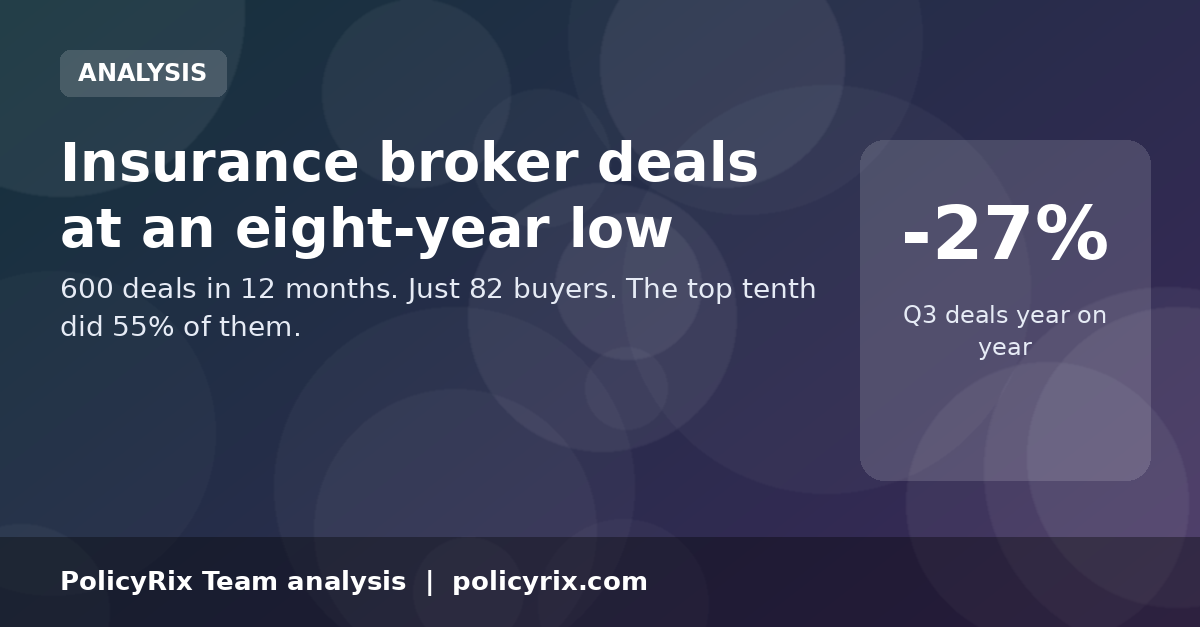 ANALYSIS
Insurance broker deals
at an eight-year low
600 deals in 12 months. Just 82 buyers. The top tenth
did 55% of them.
-27%
Q3 deals year on
year
PolicyRix Team analysis | policyrix.com